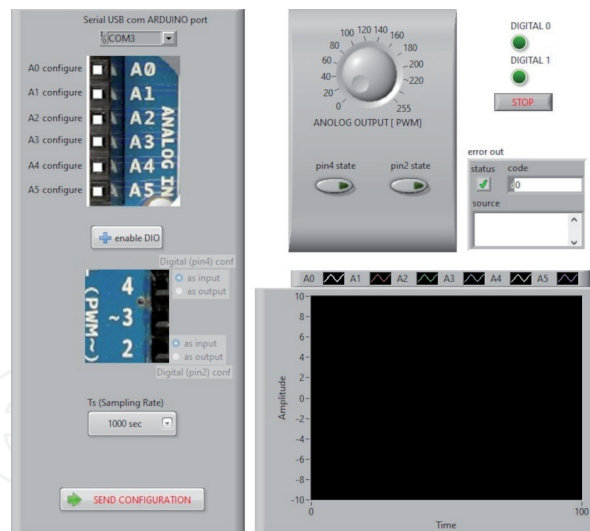 Serial USB com ARDUINO port
COM3
A0 configure
A1 configure
A2 configure
A3 configure
A4 configure
A5 configure
A0
A1
A2
A3
A4
A5
ANALOG IN
enable DIO
Digital (pin4) conf
as input
as output
4
~3
2
(PWM~)
as input
as output
Digital (pin2) conf
Ts (Sampling Rate)
1000 sec
SEND CONFIGURATION
0
20
40
60
80
100
120
140
160
180
200
220
255
ANOLOG OUTPUT [ PWM]
pin4 state
pin2 state
DIGITAL 0
DIGITAL 1
STOP
error out
status
code
0
source
A0 A1 A2 A3 A4 A5
Amplitude
10
8
6
4
2
0
-2
-4
-6
-8
-10
0
100
Time